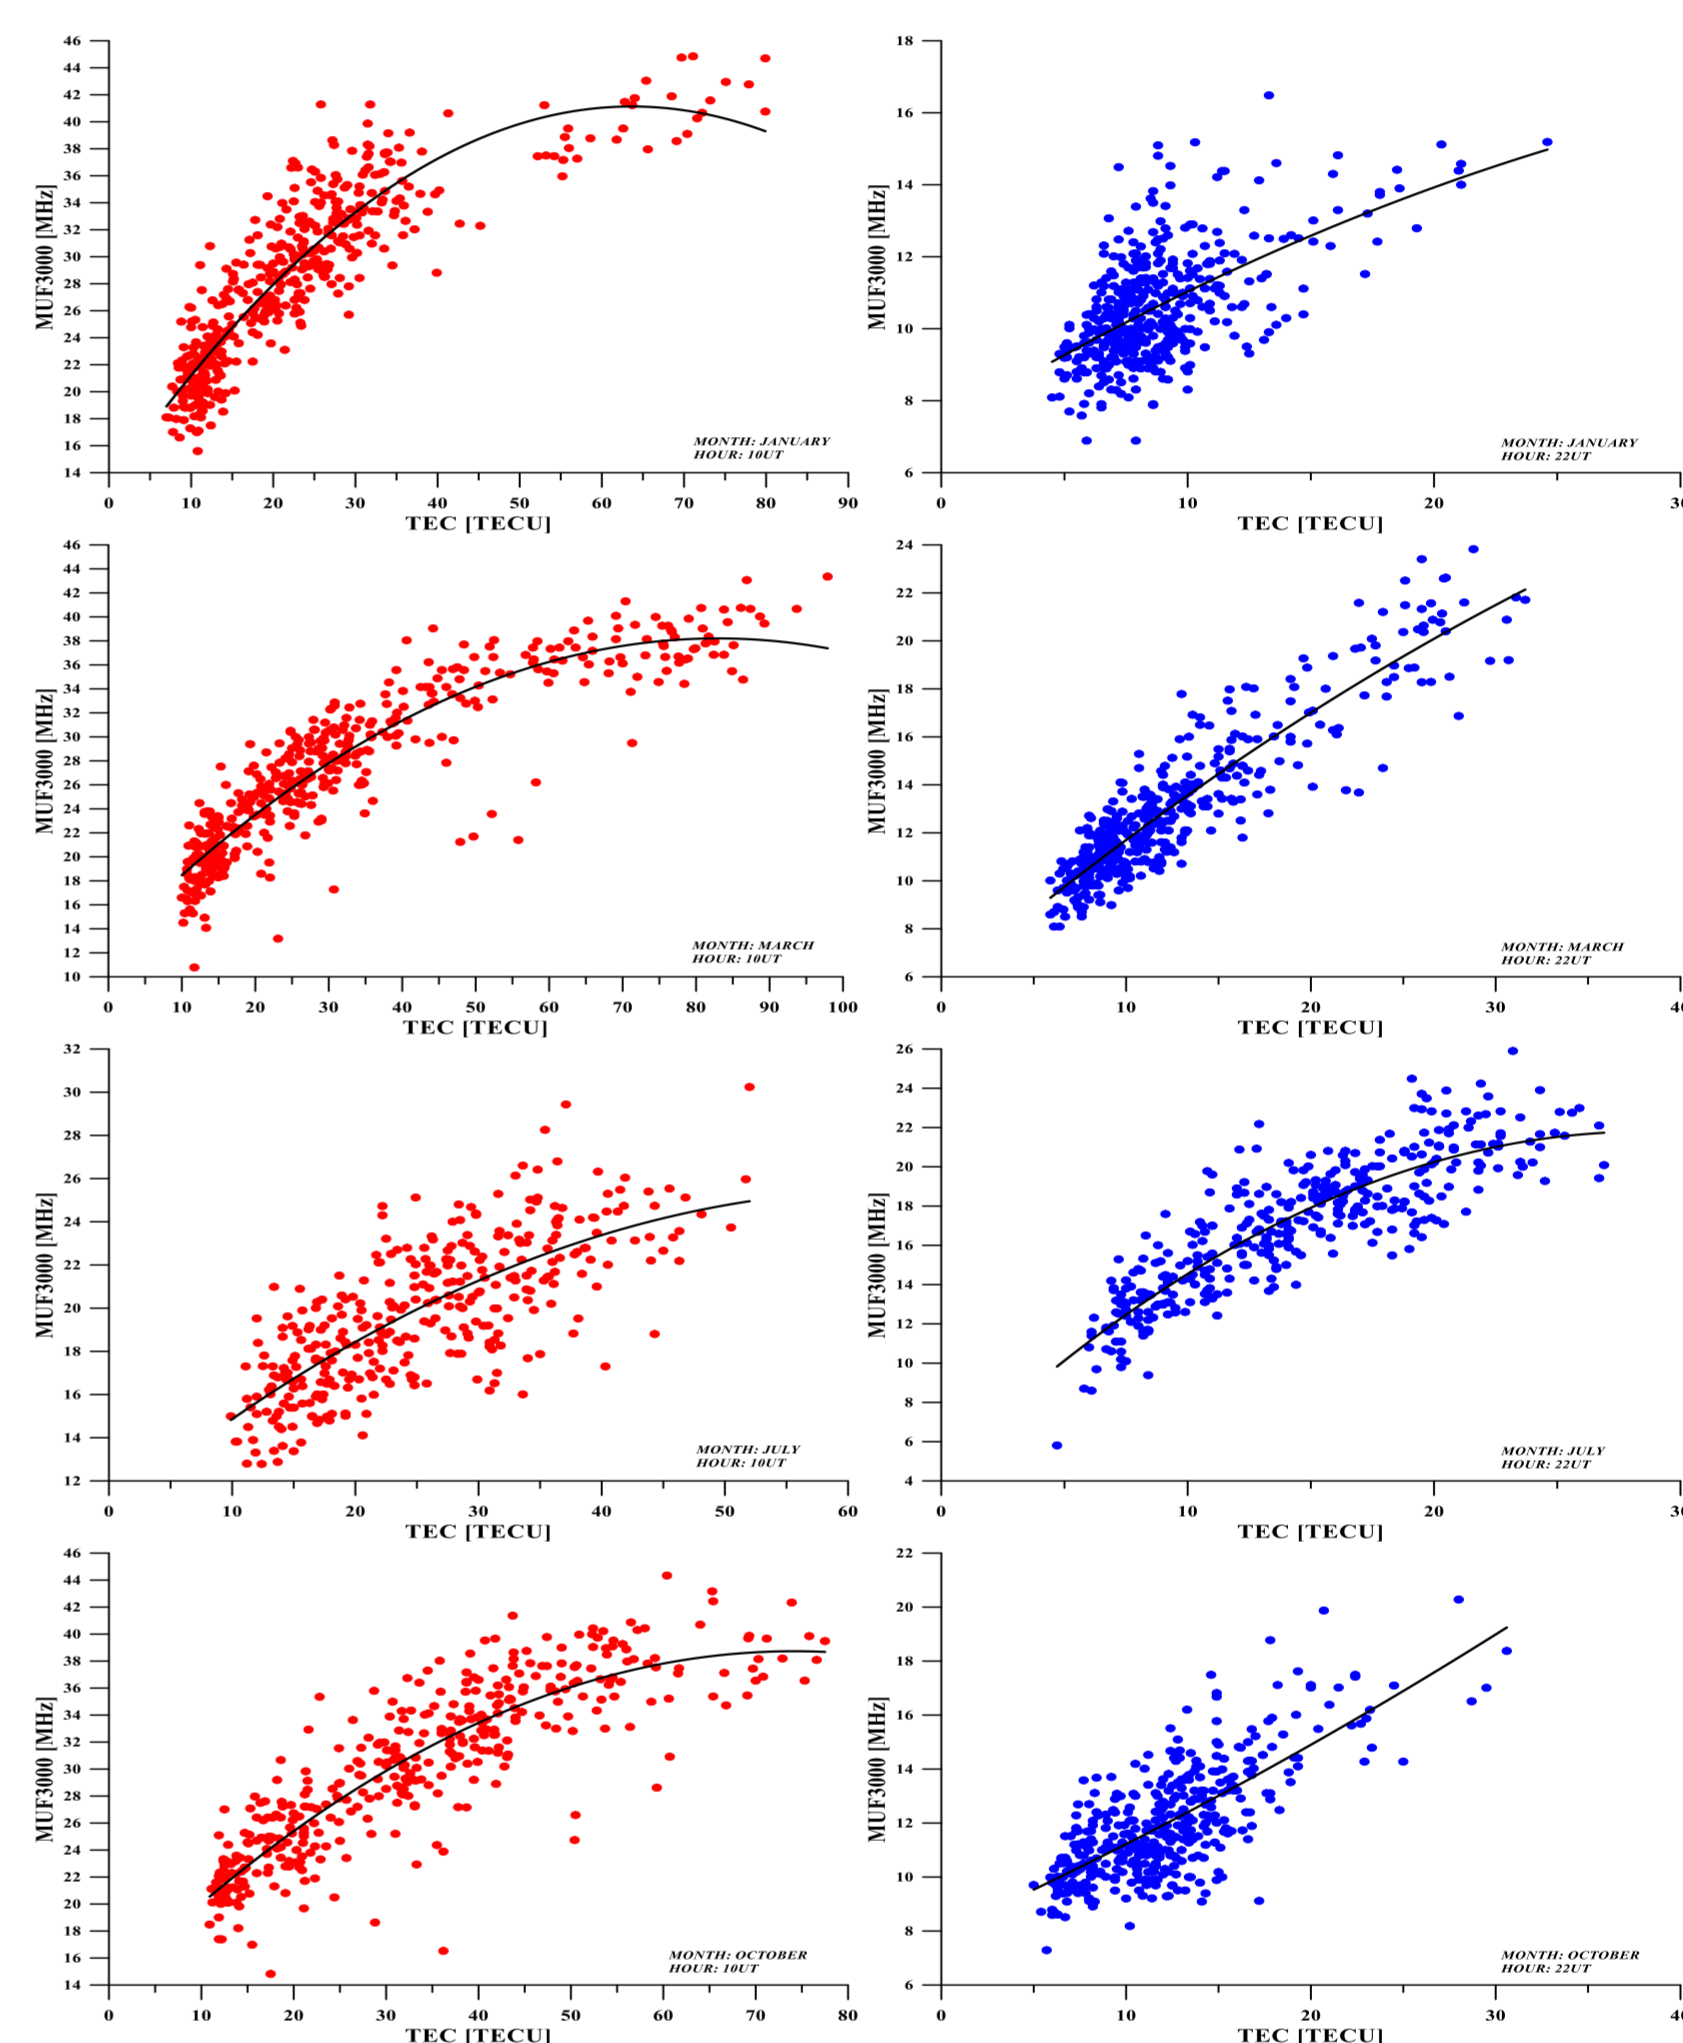 46
44
42
40
38
36
34
32
30
28
26
24
22
20
18
16
14
MUF3000 [MHz]
MONTH: JANUARY
HOUR: 10UT
0 10 20 30 40 50 60 70 80 90
TEC [TECU]
18
16
14
12
10
8
6
MUF3000 [MHz]
MONTH: JANUARY
HOUR: 22UT
0 10 20
TEC [TECU]
46
44
42
40
38
36
34
32
30
28
26
24
22
20
18
16
14
12
10
MUF3000 [MHz]
MONTH: MARCH
HOUR: 10UT
0 10 20 30 40 50 60 70 80 90 100
TEC [TECU]
24
22
20
18
16
14
12
10
8
6
MUF3000 [MHz]
MONTH: MARCH
HOUR: 22UT
0 10 20 30
TEC [TECU]
32
30
28
26
24
22
20
18
16
14
12
MUF3000 [MHz]
MONTH: JULY
HOUR: 10UT
0 10 20 30 40 50 60
TEC [TECU]
26
24
22
20
18
16
14
12
10
8
6
4
MUF3000 [MHz]
MONTH: JULY
HOUR: 22UT
0 10 20
TEC [TECU]
46
44
42
40
38
36
34
32
30
28
26
24
22
20
18
16
14
MUF3000 [MHz]
MONTH: OCTOBER
HOUR: 10UT
0 10 20 30 40 50 60 70 80
TEC [TECU]
22
20
18
16
14
12
10
8
6
MUF3000 [MHz]
MONTH: OCTOBER
HOUR: 22UT
0 10 20 30
TEC [TECU]